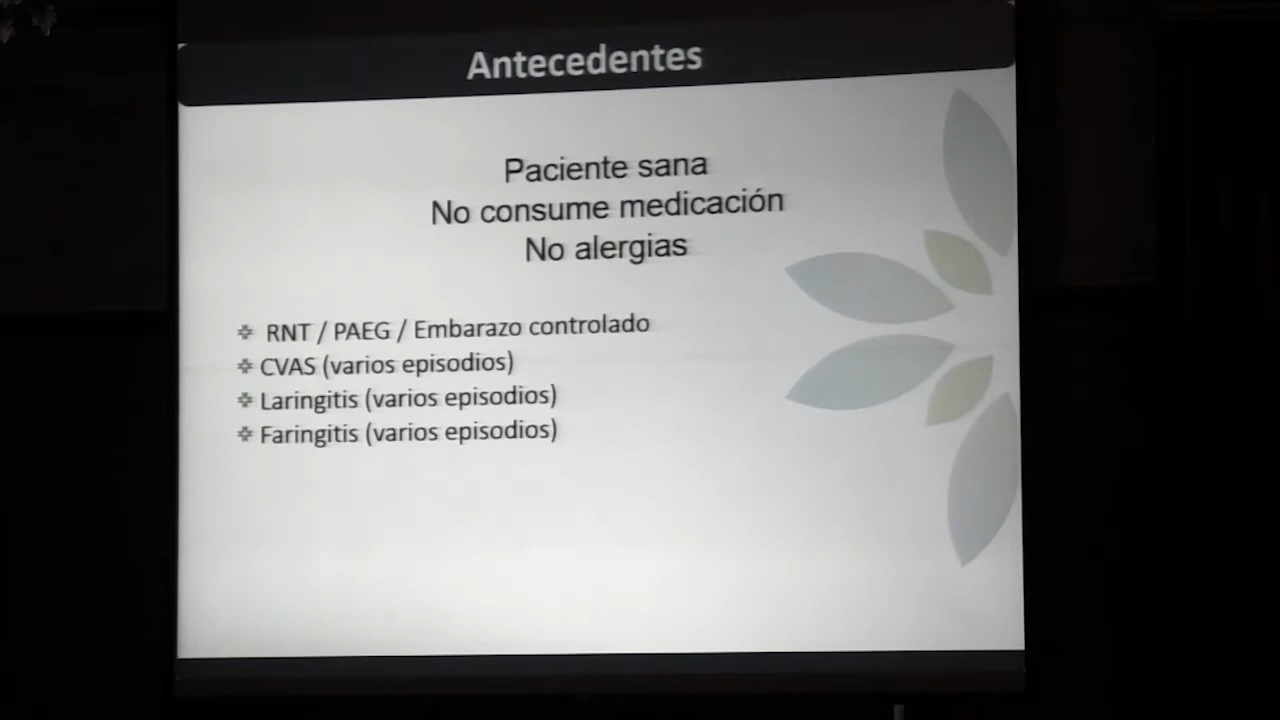 Antecedentes
Paciente sana
No consume medicación
No alergias
RNT / PAEG / Embarazo controlado
CVAS (varios episodios)
Laringitis (varios episodios)
Faringitis (varios episodios)